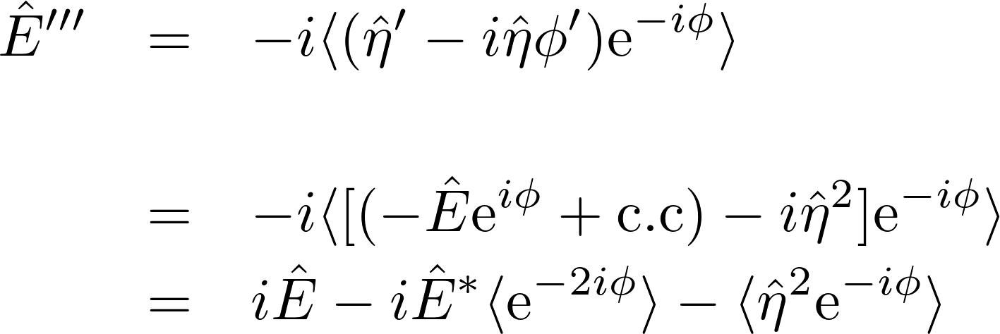 Ê′′′ = −i⟨(η̂′ − iη̂ϕ′)e^{−iϕ}⟩
= −i⟨[(−Êe^{iϕ} + c.c) − iη̂²]e^{−iϕ}⟩
= iÊ − iÊ*⟨e^{−2iϕ}⟩ − ⟨η̂²e^{−iϕ}⟩